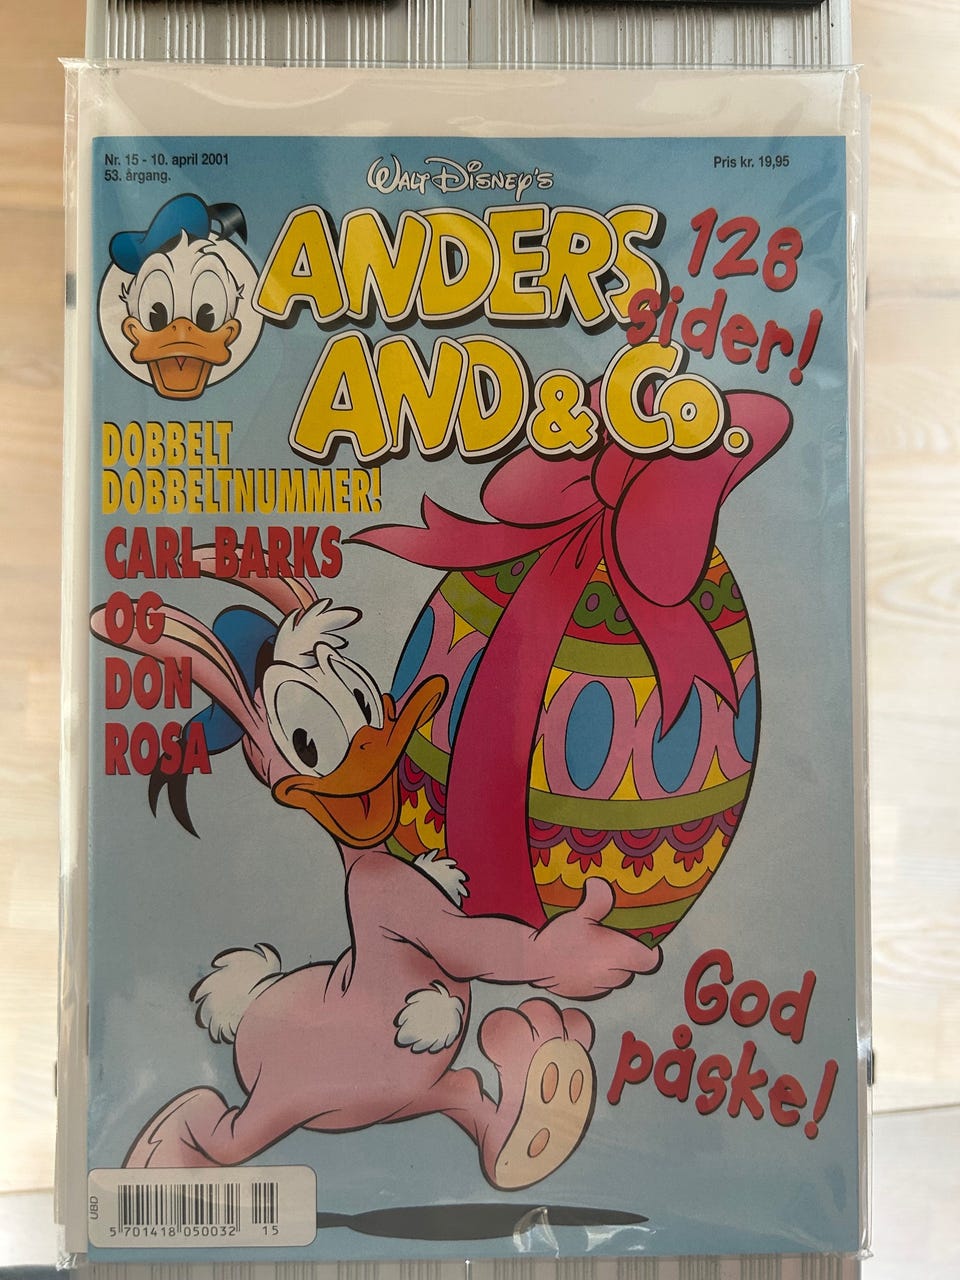 Nr. 15 - 10. april 2001
53. årgang.
WALT DISNEY'S
Pris kr. 19,95
ANDERS
AND & Co.
128
sider!
DOBBELT
DOBBELTNUMMER!
CARL BARKS
OG
DON
ROSA
God
påske!
UBD
5 701418 050032 15